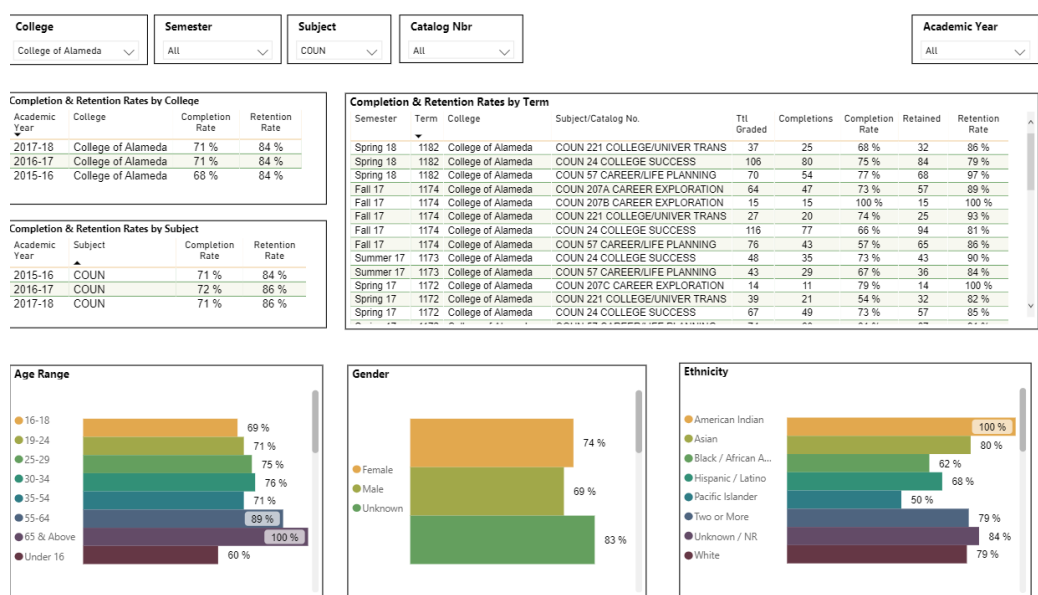 College
College of Alameda
Semester
All
Subject
COUN
Catalog Nbr
All
Academic Year
All
Completion & Retention Rates by College
Academic Year College Completion Rate Retention Rate
2017-18 College of Alameda 71 % 84 %
2016-17 College of Alameda 71 % 84 %
2015-16 College of Alameda 68 % 84 %
Completion & Retention Rates by Subject
Academic Year Subject Completion Rate Retention Rate
2015-16 COUN 71 % 84 %
2016-17 COUN 72 % 86 %
2017-18 COUN 71 % 86 %
Completion & Retention Rates by Term
Semester Term College Subject/Catalog No. Ttl Graded Completions Completion Rate Retained Retention Rate
Spring 18 1182 College of Alameda COUN 221 COLLEGE/UNIVER TRANS 37 25 68 % 32 86 %
Spring 18 1182 College of Alameda COUN 24 COLLEGE SUCCESS 106 80 75 % 84 79 %
Spring 18 1182 College of Alameda COUN 57 CAREER/LIFE PLANNING 70 54 77 % 68 97 %
Fall 17 1174 College of Alameda COUN 207A CAREER EXPLORATION 64 47 73 % 57 89 %
Fall 17 1174 College of Alameda COUN 207B CAREER EXPLORATION 15 15 100 % 15 100 %
Fall 17 1174 College of Alameda COUN 221 COLLEGE/UNIVER TRANS 27 20 74 % 25 93 %
Fall 17 1174 College of Alameda COUN 24 COLLEGE SUCCESS 116 77 66 % 94 81 %
Fall 17 1174 College of Alameda COUN 57 CAREER/LIFE PLANNING 76 43 57 % 65 86 %
Summer 17 1173 College of Alameda COUN 24 COLLEGE SUCCESS 48 35 73 % 43 90 %
Summer 17 1173 College of Alameda COUN 57 CAREER/LIFE PLANNING 43 29 67 % 36 84 %
Spring 17 1172 College of Alameda COUN 207C CAREER EXPLORATION 14 11 79 % 14 100 %
Spring 17 1172 College of Alameda COUN 221 COLLEGE/UNIVER TRANS 39 21 54 % 32 82 %
Spring 17 1172 College of Alameda COUN 24 COLLEGE SUCCESS 67 49 73 % 57 85 %
Age Range
16-18 69 %
19-24 71 %
25-29 75 %
30-34 76 %
35-54 71 %
55-64 89 %
65 & Above 100 %
Under 16 60 %
Gender
Female 74 %
Male 69 %
Unknown 83 %
Ethnicity
American Indian 100 %
Asian 80 %
Black / African A... 62 %
Hispanic / Latino 68 %
Pacific Islander 50 %
Two or More 79 %
Unknown / NR 84 %
White 79 %